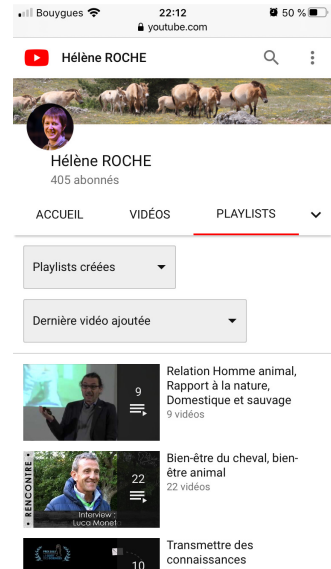 Bouygues 22:12 50 %
youtube.com
Hélène ROCHE
Hélène ROCHE
405 abonnés
ACCUEIL VIDÉOS PLAYLISTS
Playlists créées
Dernière vidéo ajoutée
9
Relation Homme animal,
Rapport à la nature,
Domestique et sauvage
9 vidéos
• RENCONTRE •
Interview :
Luca Monet
22
Bien-être du cheval, bien-
être animal
22 vidéos
10
Transmettre des
connaissances